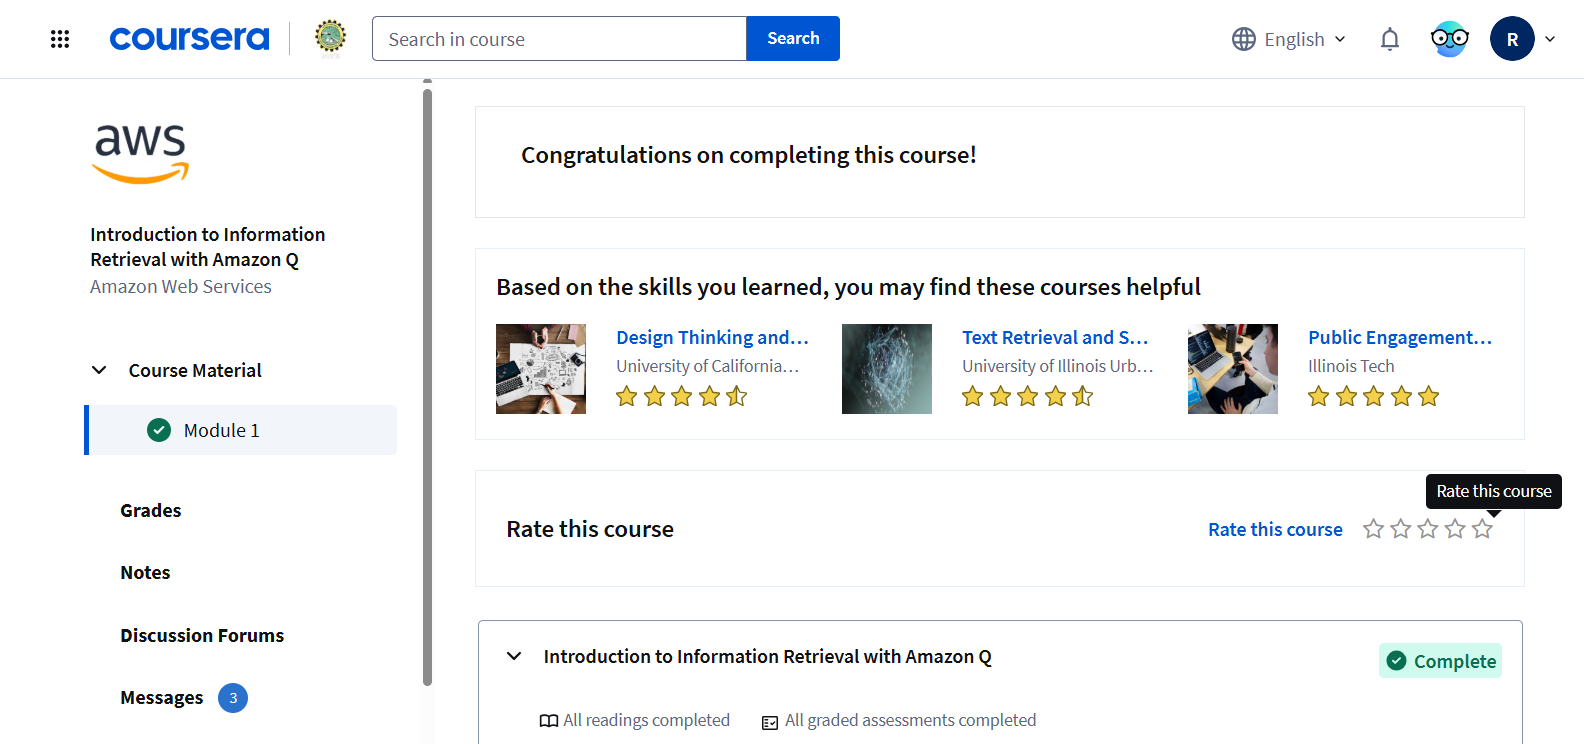 coursera
Search in course
Search
English
R
aws
Introduction to Information
Retrieval with Amazon Q
Amazon Web Services
Course Material
Module 1
Grades
Notes
Discussion Forums
Messages 3
Congratulations on completing this course!
Based on the skills you learned, you may find these courses helpful
Design Thinking and...
University of California...
Text Retrieval and S...
University of Illinois Urb...
Public Engagement...
Illinois Tech
Rate this course
Rate this course
Rate this course
Introduction to Information Retrieval with Amazon Q
Complete
All readings completed
All graded assessments completed